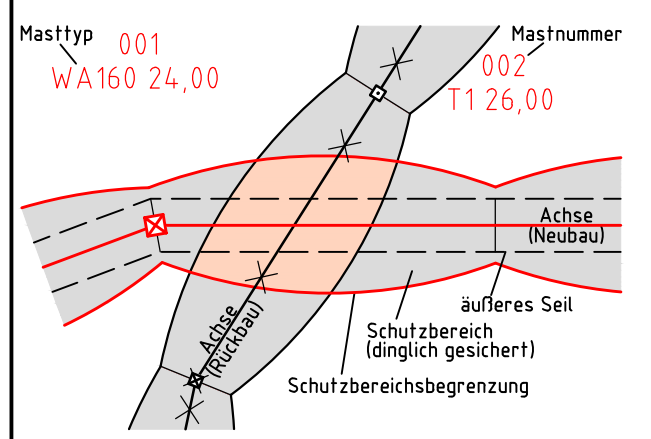 Masttyp
001
WA160 24,00
Mastnummer
002
T1 26,00
Achse
(Neubau)
äußeres Seil
Achse
(Rückbau)
Schutzbereich
(dinglich gesichert)
Schutzbereichsbegrenzung